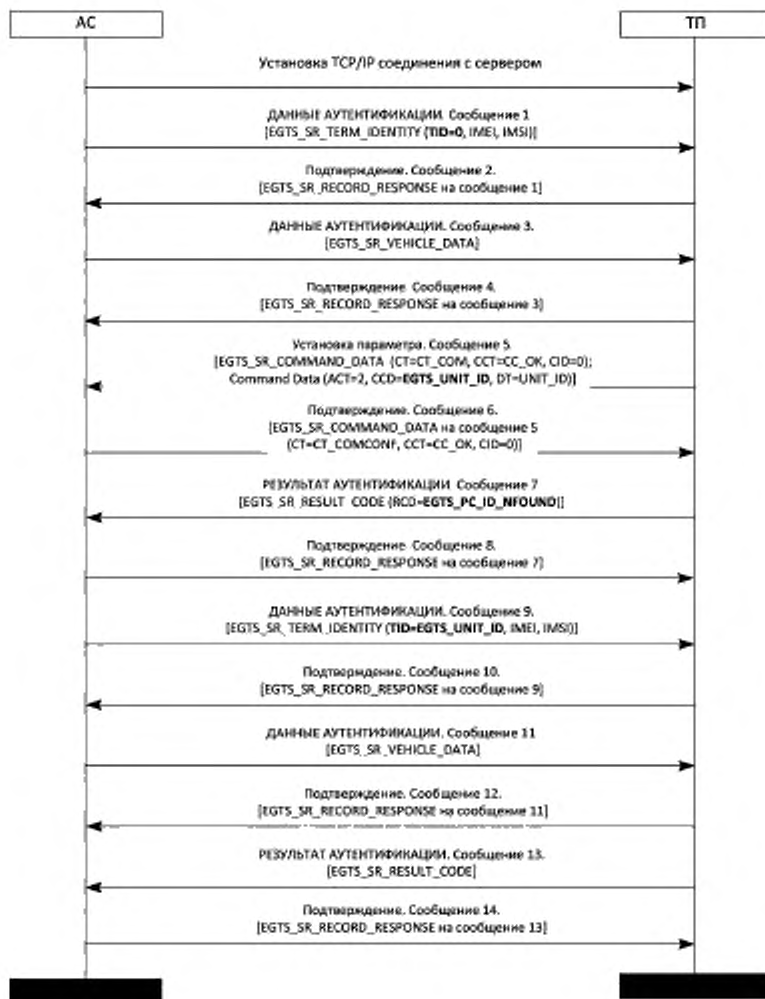 АС
ТП
Установка TCP/IP соединения с сервером
ДАННЫЕ АУТЕНТИФИКАЦИИ. Сообщение 1
[EGTS_SR_TERM_IDENTITY (TID=0, IMEI, IMSI)]
Подтверждение. Сообщение 2.
[EGTS_SR_RECORD_RESPONSE на сообщение 1]
ДАННЫЕ АУТЕНТИФИКАЦИИ. Сообщение 3.
[EGTS_SR_VEHICLE_DATA]
Подтверждение. Сообщение 4.
[EGTS_SR_RECORD_RESPONSE на сообщение 3]
Установка параметра. Сообщение 5
[EGTS_SR_COMMAND_DATA (CT=CT_COM, CCT=CC_OK, CID=0);
Command Data (ACT=2, CCD=EGTS_UNIT_ID, DT=UNIT_ID)]
Подтверждение. Сообщение 6.
[EGTS_SR_COMMAND_DATA на сообщение 5
(CT=CT_COMCONF, CCT=CC_OK, CID=0)]
РЕЗУЛЬТАТ АУТЕНТИФИКАЦИИ Сообщение 7
[EGTS_SR_RESULT_CODE (RCD=EGTS_PC_ID_NFOUND)]
Подтверждение Сообщение 8.
[EGTS_SR_RECORD_RESPONSE на сообщение 7]
ДАННЫЕ АУТЕНТИФИКАЦИИ. Сообщение 9.
[EGTS_SR_TERM_IDENTITY (TID=EGTS_UNIT_ID, IMEI, IMSI)]
Подтверждение. Сообщение 10.
[EGTS_SR_RECORD_RESPONSE на сообщение 9]
ДАННЫЕ АУТЕНТИФИКАЦИИ. Сообщение 11
[EGTS_SR_VEHICLE_DATA]
Подтверждение. Сообщение 12.
[EGTS_SR_RECORD_RESPONSE на сообщение 11]
РЕЗУЛЬТАТ АУТЕНТИФИКАЦИИ. Сообщение 13.
[EGTS_SR_RESULT_CODE]
Подтверждение. Сообщение 14.
[EGTS_SR_RECORD_RESPONSE на сообщение 13]